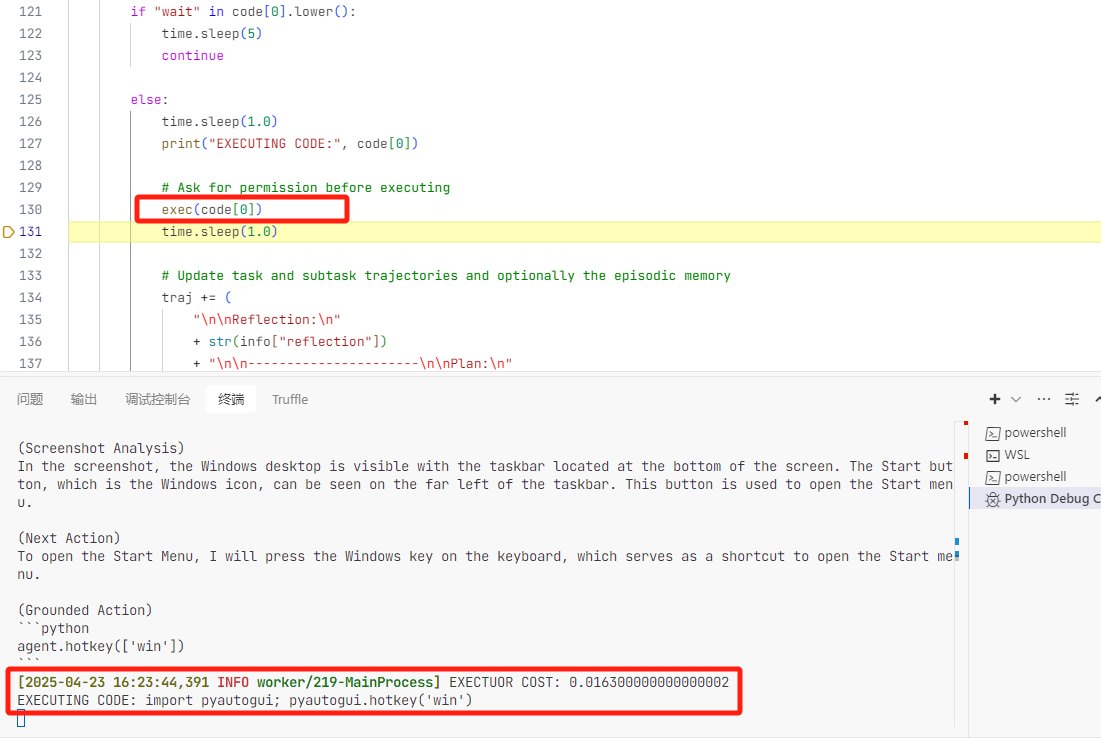 121 if "wait" in code[0].lower():
122 time.sleep(5)
123 continue
124
125 else:
126 time.sleep(1.0)
127 print("EXECUTING CODE:", code[0])
128
129 # Ask for permission before executing
130 exec(code[0])
131 time.sleep(1.0)
132
133 # Update task and subtask trajectories and optionally the episodic memory
134 traj += (
135 "\n\nReflection:\n"
136 + str(info["reflection"])
137 + "\n\n----------------------\n\nPlan:\n"
问题 输出 调试控制台 终端 Truffle
(Screenshot Analysis)
In the screenshot, the Windows desktop is visible with the taskbar located at the bottom of the screen. The Start but
ton, which is the Windows icon, can be seen on the far left of the taskbar. This button is used to open the Start men
u.
(Next Action)
To open the Start Menu, I will press the Windows key on the keyboard, which serves as a shortcut to open the Start me
nu.
(Grounded Action)
```python
agent.hotkey(['win'])
```
[2025-04-23 16:23:44,391 INFO worker/219-MainProcess] EXECTUOR COST: 0.016300000000000002
EXECUTING CODE: import pyautogui; pyautogui.hotkey('win')
powershell
WSL
powershell
Python Debug C